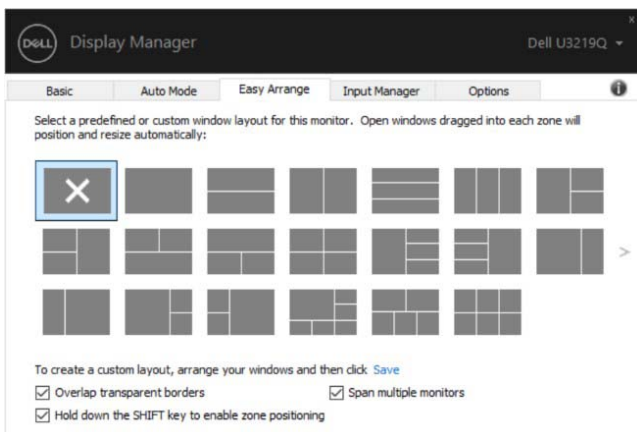 DELL Display Manager
Dell U3219Q
Basic Auto Mode Easy Arrange Input Manager Options
Select a predefined or custom window layout for this monitor. Open windows dragged into each zone will
position and resize automatically:
To create a custom layout, arrange your windows and then click Save
Overlap transparent borders
Span multiple monitors
Hold down the SHIFT key to enable zone positioning